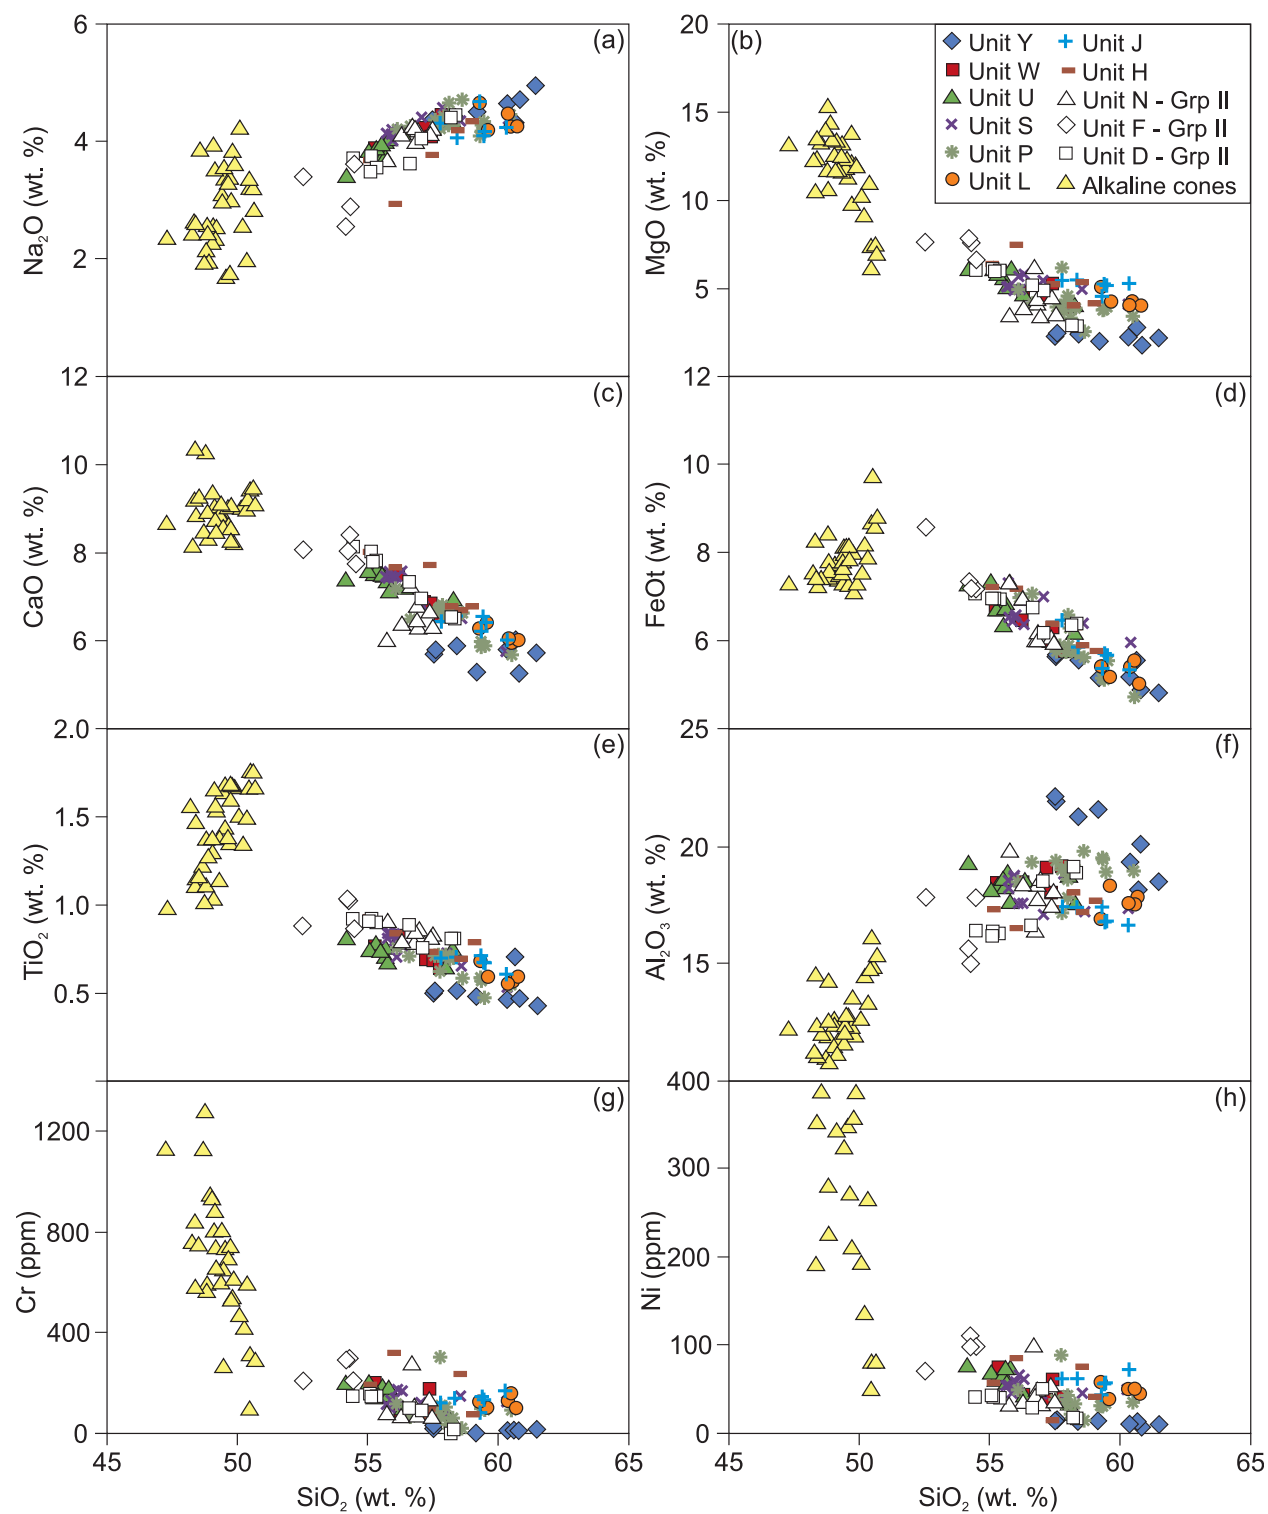 6
4
2
Na2O (wt. %)
(a)
20
15
10
5
MgO (wt. %)
(b)
Unit Y
Unit W
Unit U
Unit S
Unit P
Unit L
Unit J
Unit H
Unit N - Grp II
Unit F - Grp II
Unit D - Grp II
Alkaline cones
12
10
8
6
CaO (wt. %)
(c)
12
10
8
6
FeOt (wt. %)
(d)
2.0
1.5
1.0
0.5
TiO2 (wt. %)
(e)
25
20
15
Al2O3 (wt. %)
(f)
1200
800
400
0
Cr (ppm)
(g)
45
50
55
60
65
SiO2 (wt. %)
400
300
200
100
0
Ni (ppm)
(h)
45
50
55
60
65
SiO2 (wt. %)